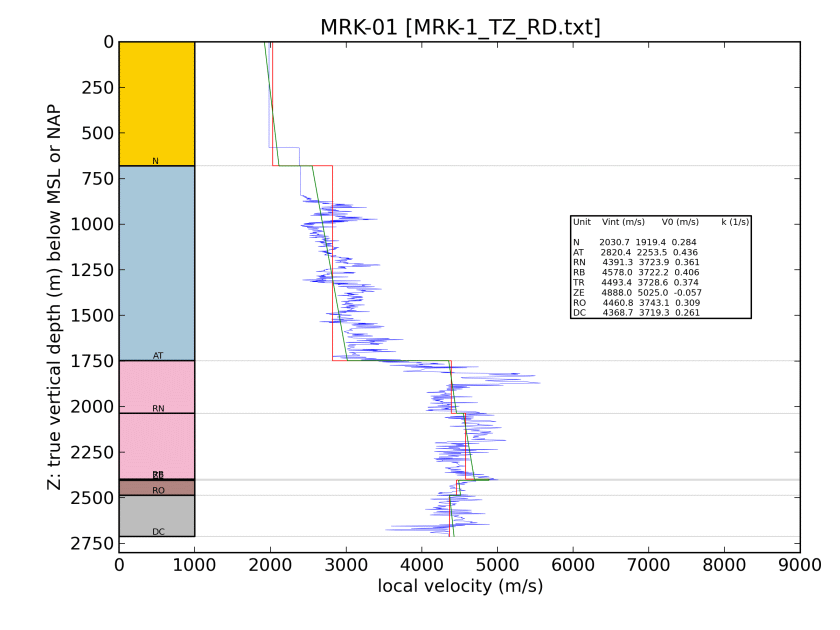 MRK-01 [MRK-1_TZ_RD.txt]
0
250
500
750
1000
1250
1500
1750
2000
2250
2500
2750
Z: true vertical depth (m) below MSL or NAP
N
AT
RN
RO
DC
Unit Vint (m/s) V0 (m/s) k (1/s)
N 2030.7 1919.4 0.284
AT 2820.4 2253.5 0.436
RN 4391.3 3723.9 0.361
RB 4578.0 3722.2 0.406
TR 4493.4 3728.6 0.374
ZE 4888.0 5025.0 -0.057
RO 4460.8 3743.1 0.309
DC 4368.7 3719.3 0.261
0 1000 2000 3000 4000 5000 6000 7000 8000 9000
local velocity (m/s)